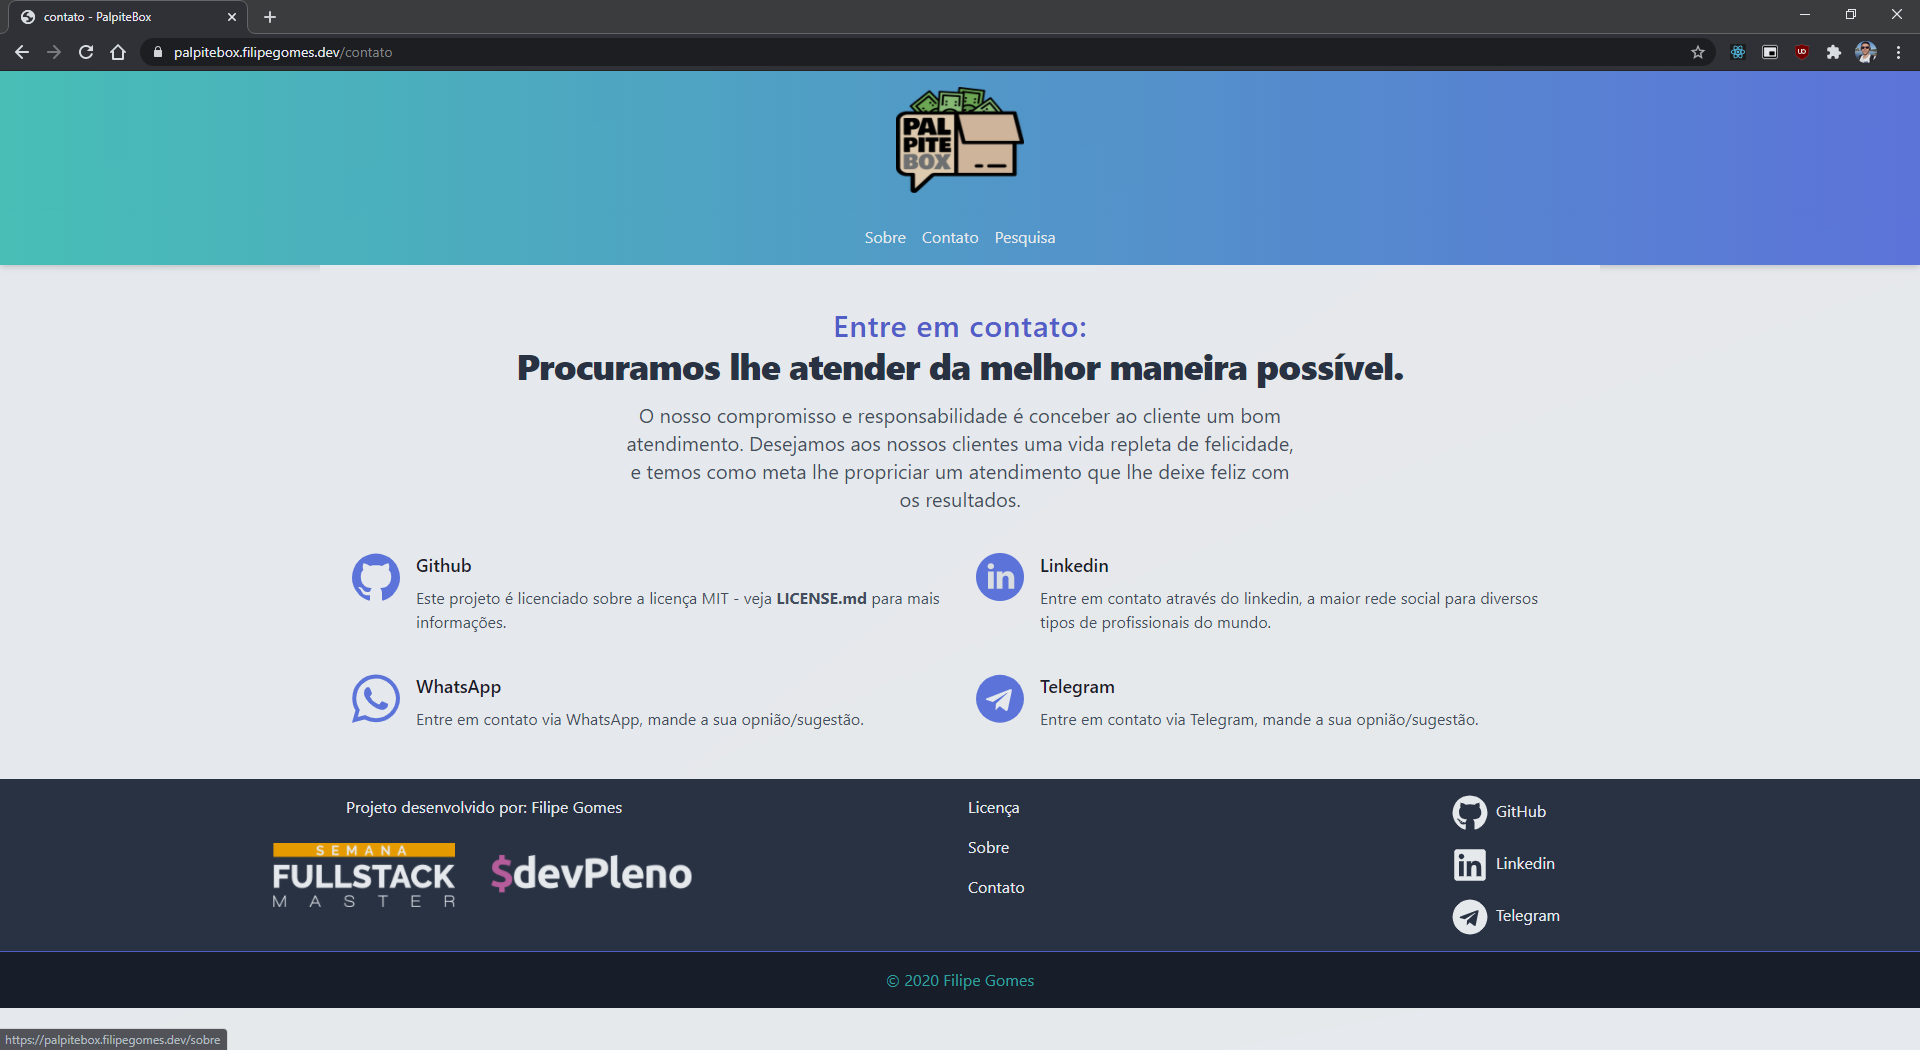 contato - PalpiteBox
palpitebox.filipegomes.dev/contato
PAL
PITE
BOX
Sobre Contato Pesquisa
Entre em contato:
Procuramos lhe atender da melhor maneira possível.
O nosso compromisso e responsabilidade é conceber ao cliente um bom
atendimento. Desejamos aos nossos clientes uma vida repleta de felicidade,
e temos como meta lhe propriciar um atendimento que lhe deixe feliz com
os resultados.
Github
Este projeto é licenciado sobre a licença MIT - veja LICENSE.md para mais
informações.
Linkedin
Entre em contato através do linkedin, a maior rede social para diversos
tipos de profissionais do mundo.
WhatsApp
Entre em contato via WhatsApp, mande a sua opnião/sugestão.
Telegram
Entre em contato via Telegram, mande a sua opnião/sugestão.
Projeto desenvolvido por: Filipe Gomes
SEMANA
FULLSTACK
MASTER
$devPleno
Licença
Sobre
Contato
GitHub
Linkedin
Telegram
© 2020 Filipe Gomes
https://palpitebox.filipegomes.dev/sobre